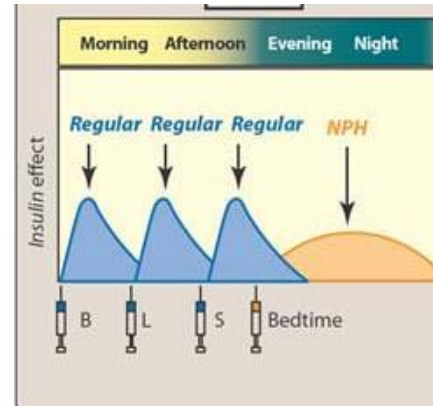 Morning Afternoon Evening Night
Regular Regular Regular NPH
Insulin effect
B L S Bedtime